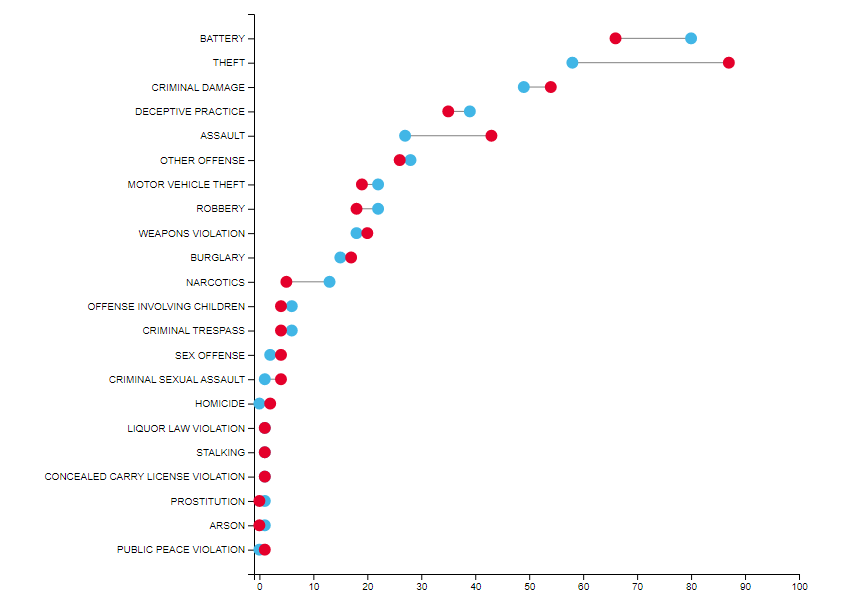 BATTERY
THEFT
CRIMINAL DAMAGE
DECEPTIVE PRACTICE
ASSAULT
OTHER OFFENSE
MOTOR VEHICLE THEFT
ROBBERY
WEAPONS VIOLATION
BURGLARY
NARCOTICS
OFFENSE INVOLVING CHILDREN
CRIMINAL TRESPASS
SEX OFFENSE
CRIMINAL SEXUAL ASSAULT
HOMICIDE
LIQUOR LAW VIOLATION
STALKING
CONCEALED CARRY LICENSE VIOLATION
PROSTITUTION
ARSON
PUBLIC PEACE VIOLATION
0 10 20 30 40 50 60 70 80 90 100